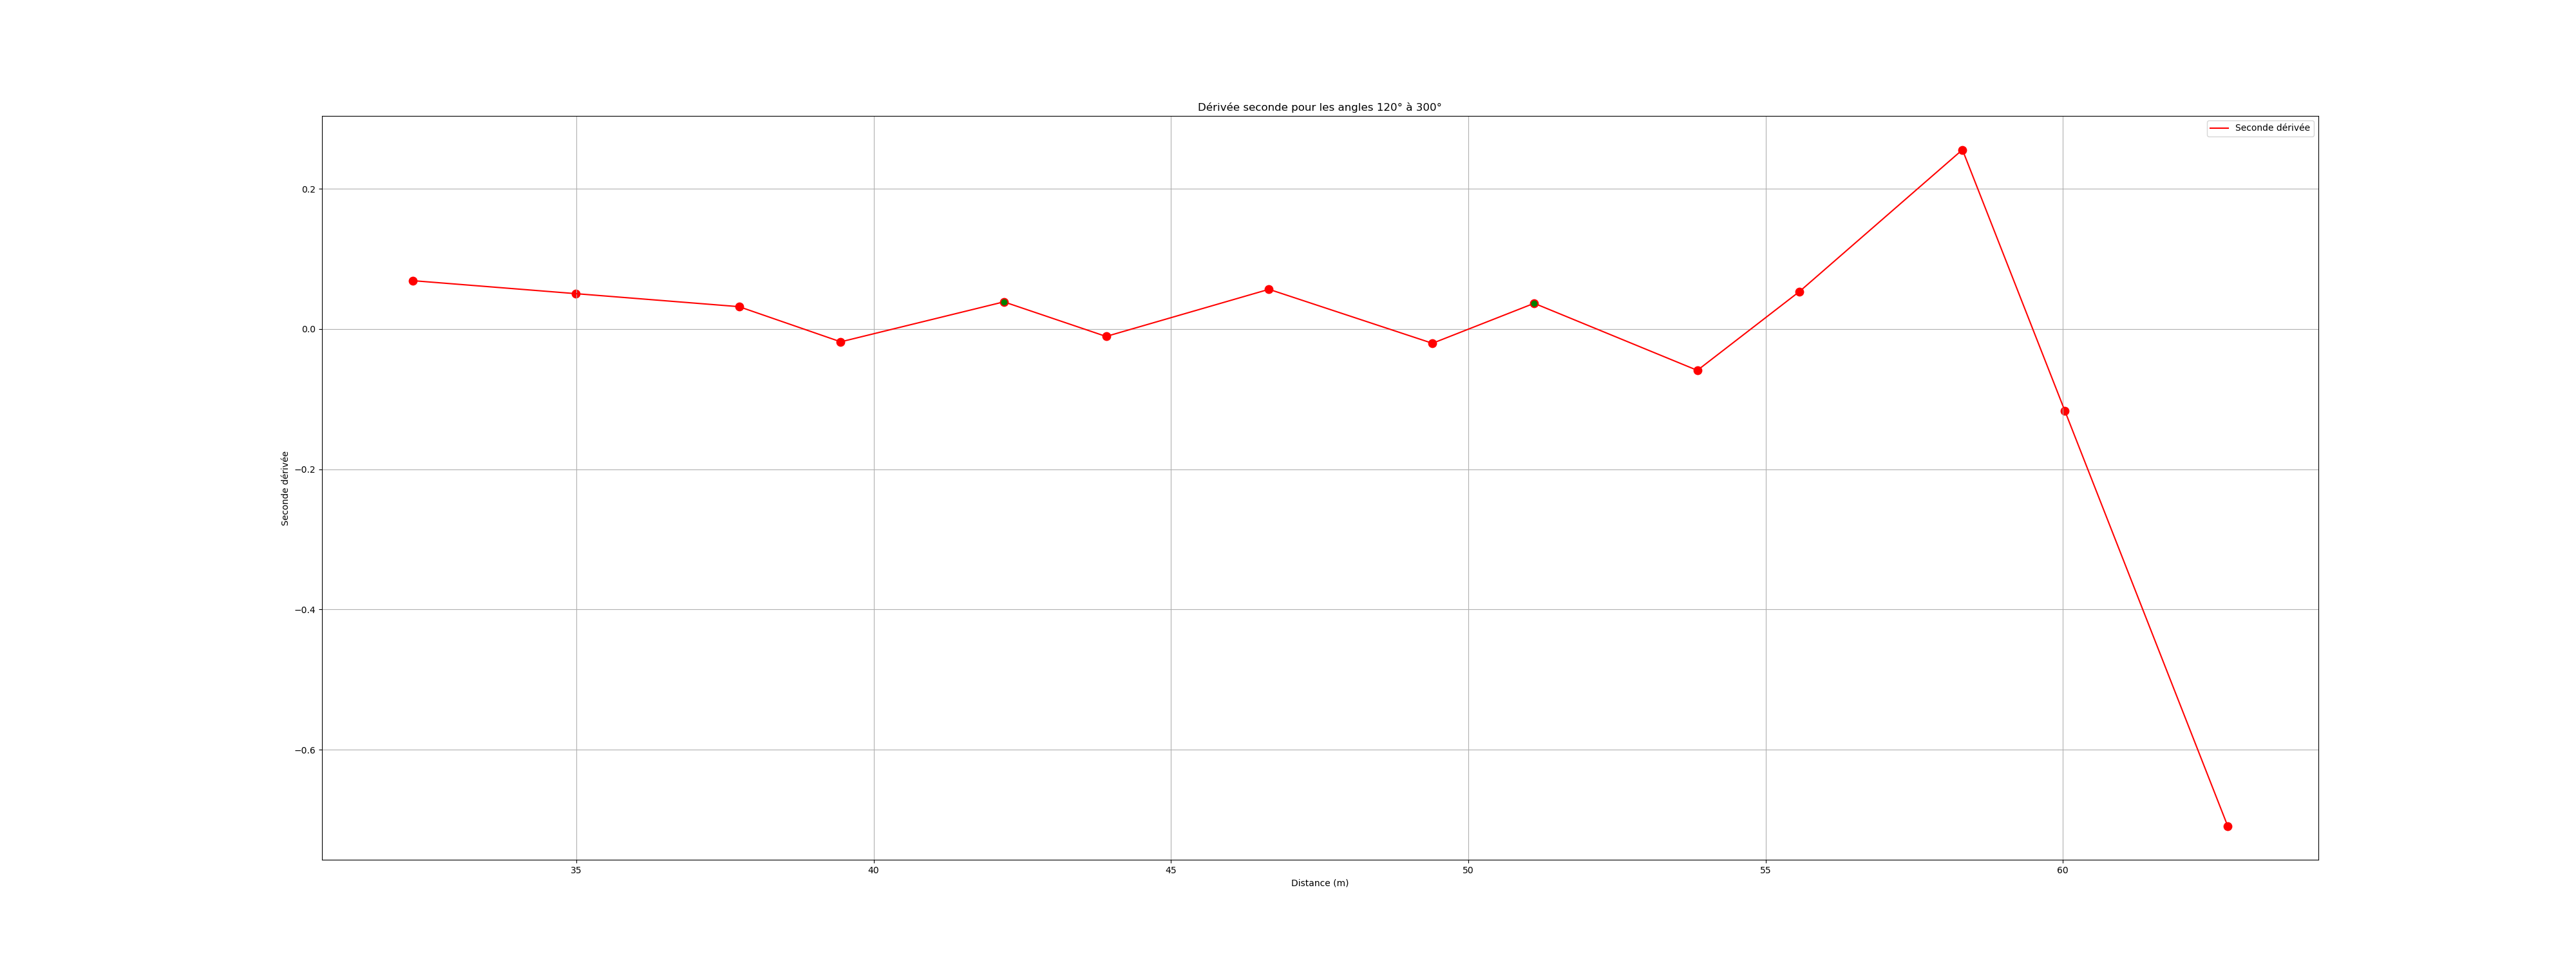 Dérivée seconde pour les angles 120° à 300°
Seconde dérivée
0.2
0.0
−0.2
−0.4
−0.6
Seconde dérivée
35 40 45 50 55 60
Distance (m)